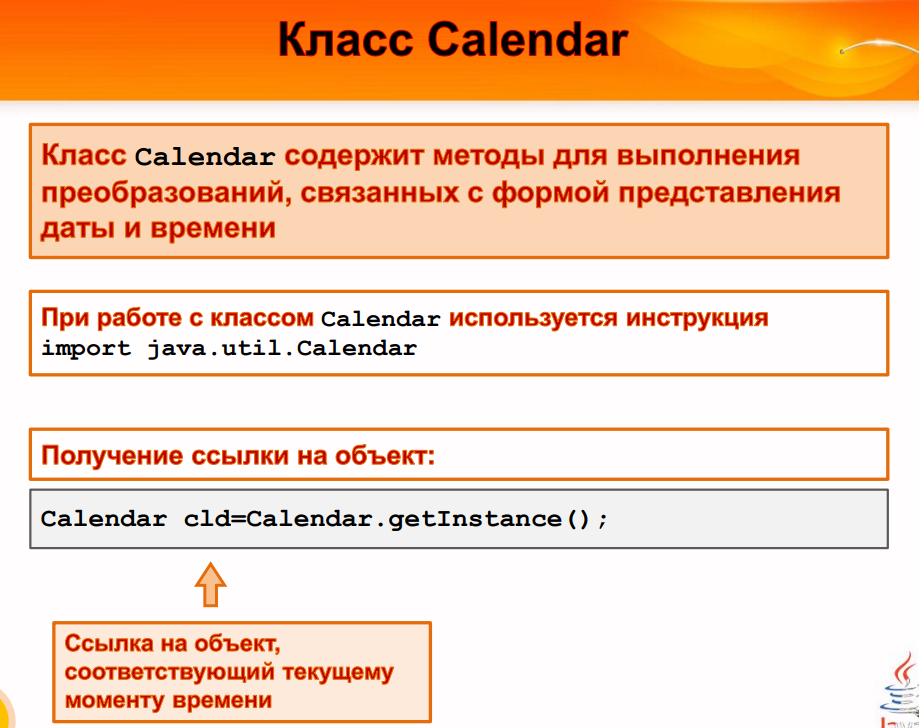 Класс Calendar
Класс Calendar содержит методы для выполнения
преобразований, связанных с формой представления
даты и времени
При работе с классом Calendar используется инструкция
import java.util.Calendar
Получение ссылки на объект:
Calendar cld=Calendar.getInstance();
Ссылка на объект,
соответствующий текущему
моменту времени